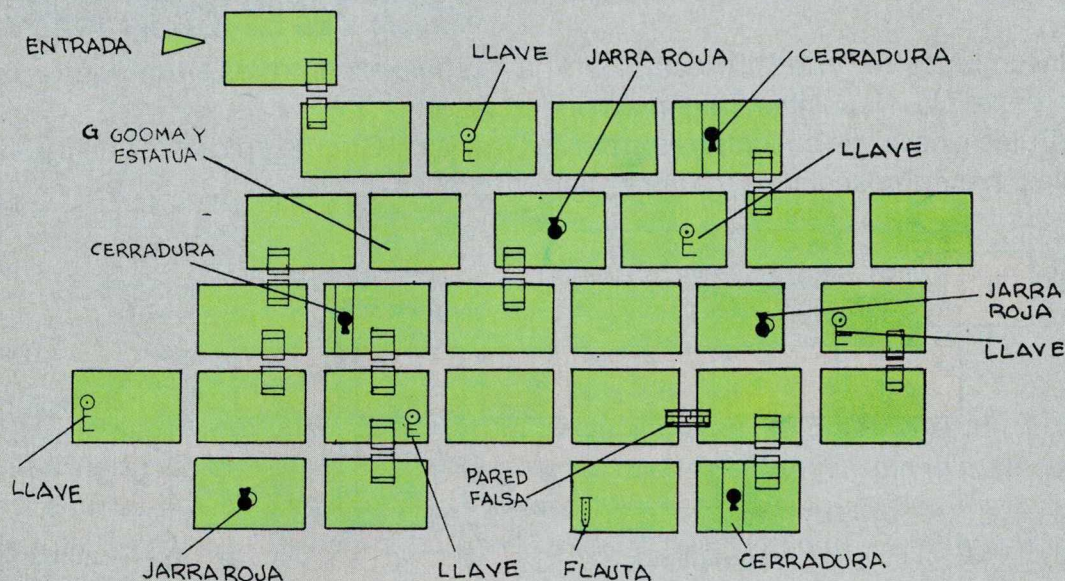 ENTRADA
LLAVE
JARRA ROJA
CERRADURA
G GOOMA Y
ESTATUA
LLAVE
CERRADURA
JARRA
ROJA
LLAVE
LLAVE
PARED
FALSA
JARRA ROJA
LLAVE
FLAUTA
CERRADURA